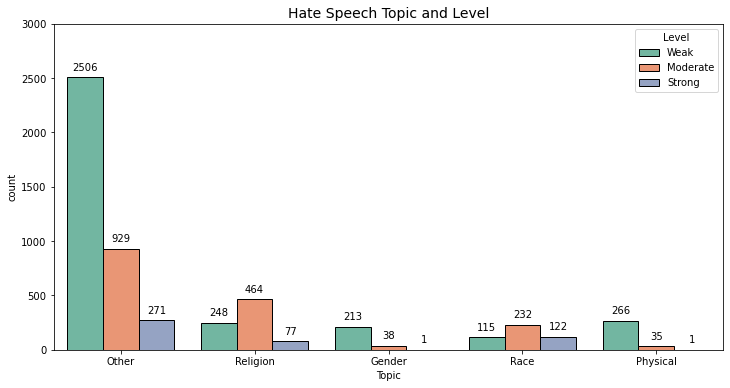 Hate Speech Topic and Level
Level
Weak
Moderate
Strong
count
3000
2500
2000
1500
1000
500
0
2506
929
271
248
464
77
213
38
1
115
232
122
266
35
1
Other
Religion
Gender
Race
Physical
Topic